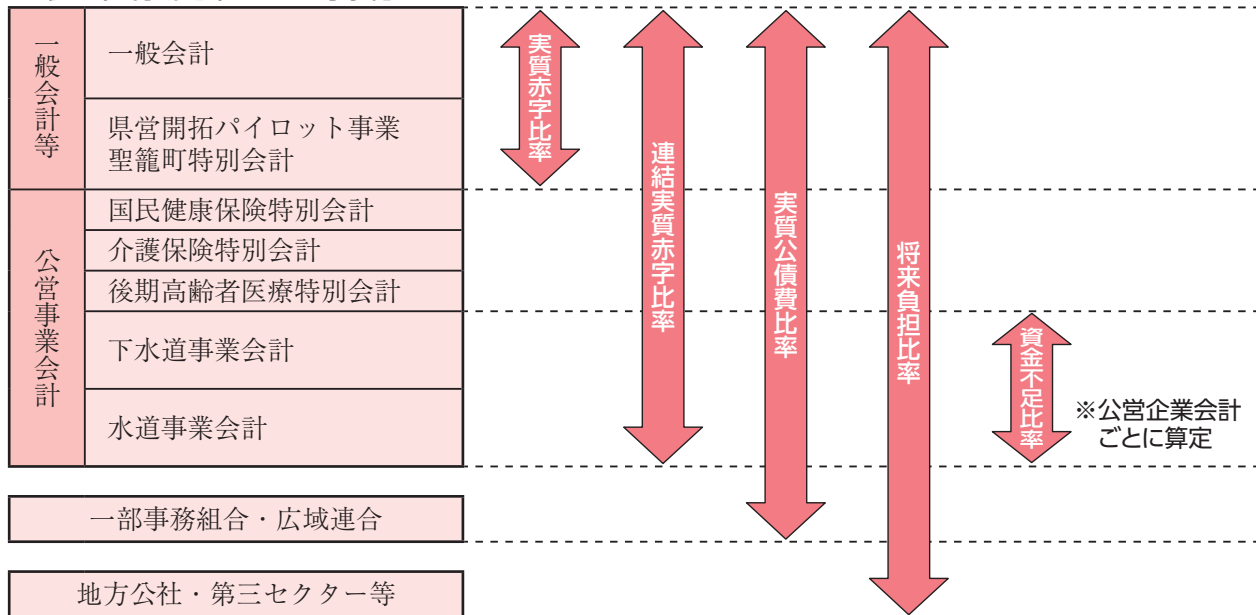 一般会計等
一般会計
県営開拓パイロット事業
聖籠町特別会計
公営事業会計
国民健康保険特別会計
介護保険特別会計
後期高齢者医療特別会計
下水道事業会計
水道事業会計
一部事務組合・広域連合
地方公社・第三セクター等
実質赤字比率
連結実質赤字比率
実質公債費比率
将来負担比率
資金不足比率
※公営企業会計
ごとに算定